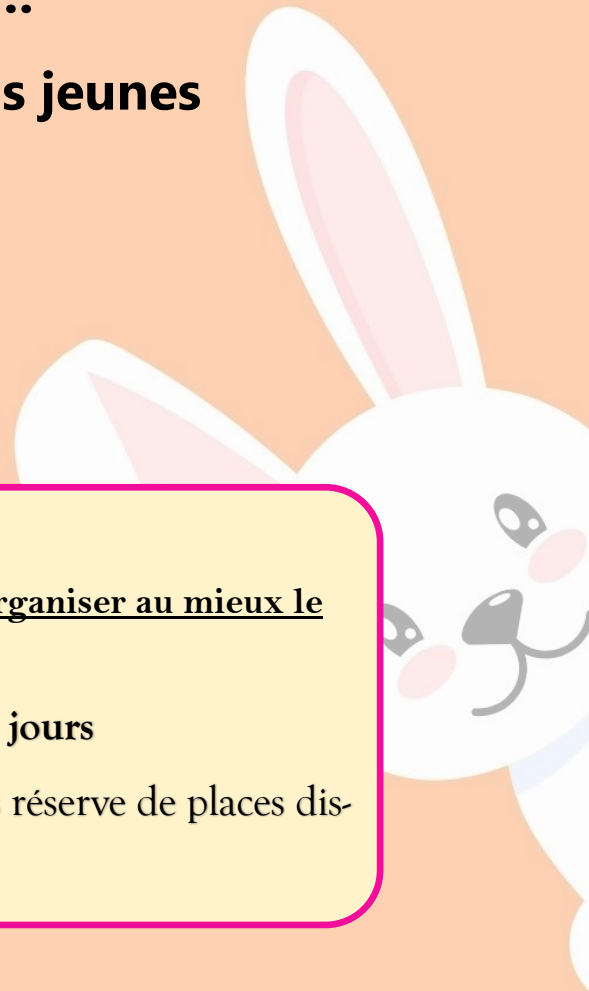 ..
s jeunes
rganiser au mieux le
jours
réserve de places dis-